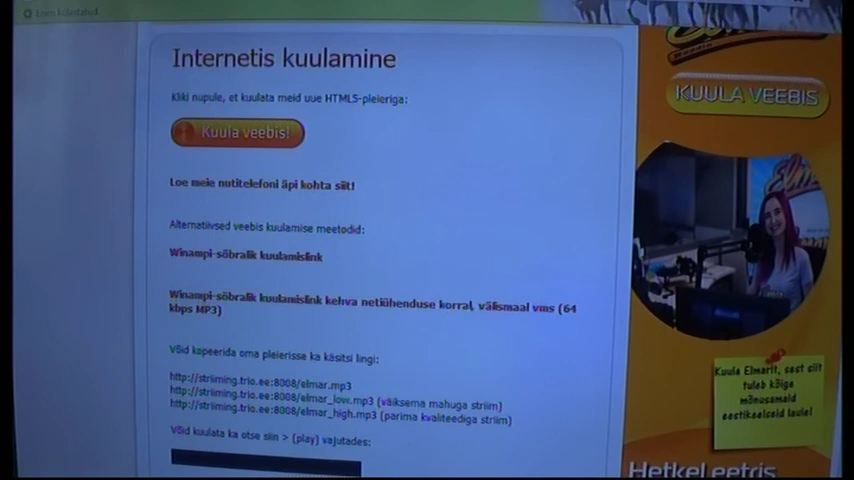 Enim külastatud
Internetis kuulamine
Kliki nupule, et kuulata meid uue HTML5-pleieriga:
Kuula veebis!
Loe meie nutitelefoni äpi kohta siit!
Alternatiivsed veebis kuulamise meetodid:
Winampi-sõbralik kuulamislink
Winampi-sõbralik kuulamislink kehva netiühenduse korral, välismaal vms (64
kbps MP3)
Võid kopeerida oma pleierisse ka käsitsi lingi:
http://striiming.trio.ee:8008/elmar.mp3
http://striiming.trio.ee:8008/elmar_low.mp3 (väiksema mahuga striim)
http://striiming.trio.ee:8008/elmar_high.mp3 (parima kvaliteediga striim)
Võid kuulata ka otse siin > (play) vajutades:
KUULA VEEBIS
Elmar
Kuula Elmarit, sest siit
tuleb kõige
mõnusamaid
eestikeelseid laule!
Hetkel eetris